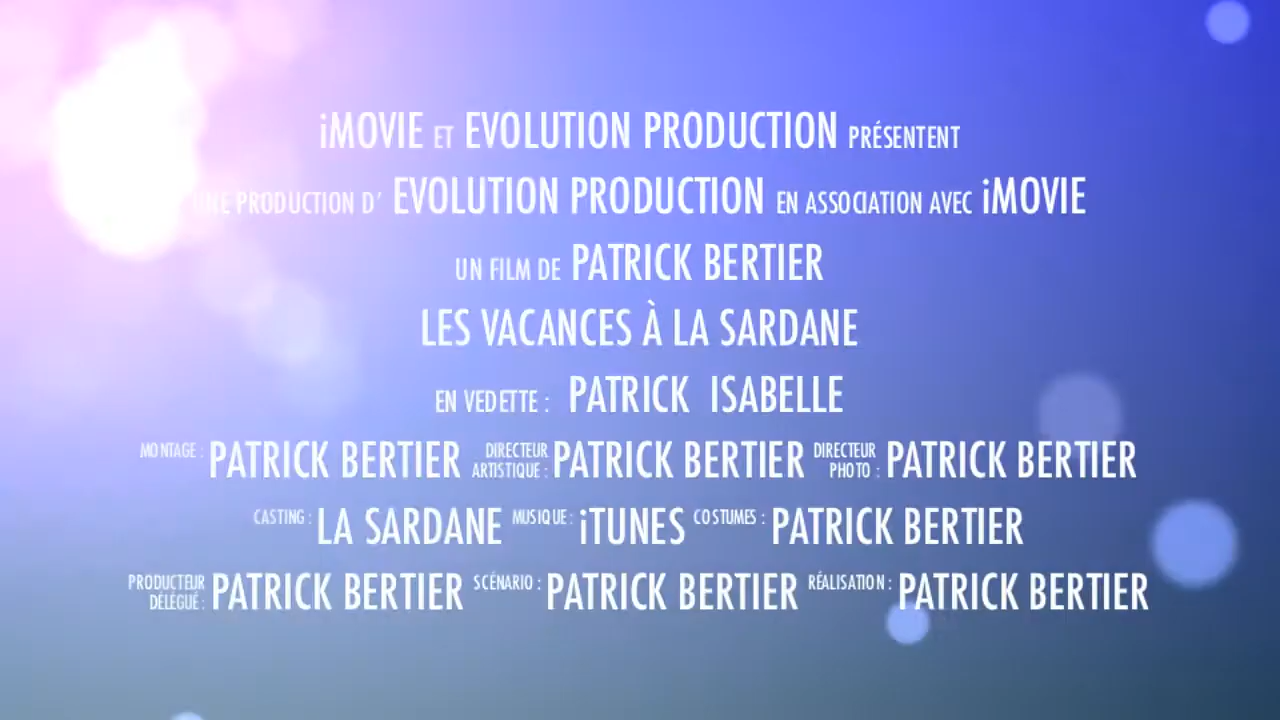 iMOVIE ET EVOLUTION PRODUCTION PRÉSENTENT
UNE PRODUCTION D' EVOLUTION PRODUCTION EN ASSOCIATION AVEC iMOVIE
UN FILM DE PATRICK BERTIER
LES VACANCES À LA SARDANE
EN VEDETTE : PATRICK ISABELLE
MONTAGE : PATRICK BERTIER DIRECTEUR ARTISTIQUE : PATRICK BERTIER DIRECTEUR PHOTO : PATRICK BERTIER
CASTING : LA SARDANE MUSIQUE : iTUNES COSTUMES : PATRICK BERTIER
PRODUCTEUR DÉLÉGUÉ : PATRICK BERTIER SCÉNARIO : PATRICK BERTIER RÉALISATION : PATRICK BERTIER